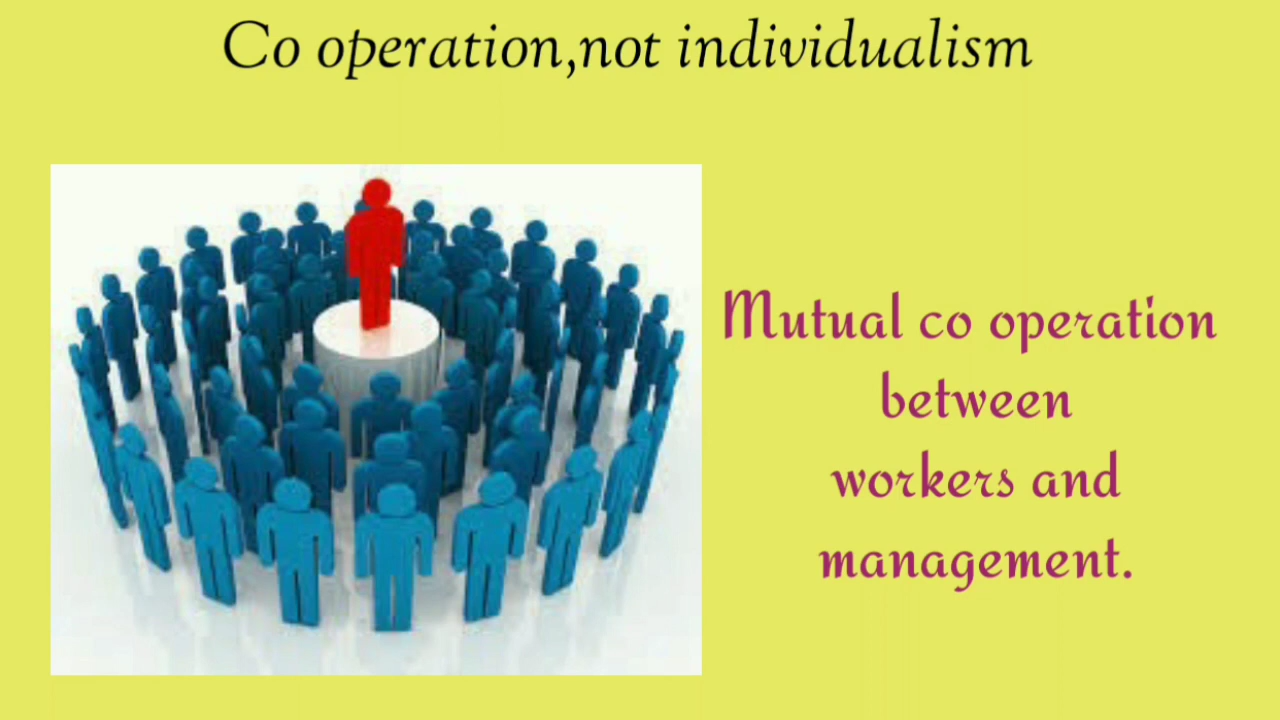 Co operation,not individualism
Mutual co operation
between
workers and
management.